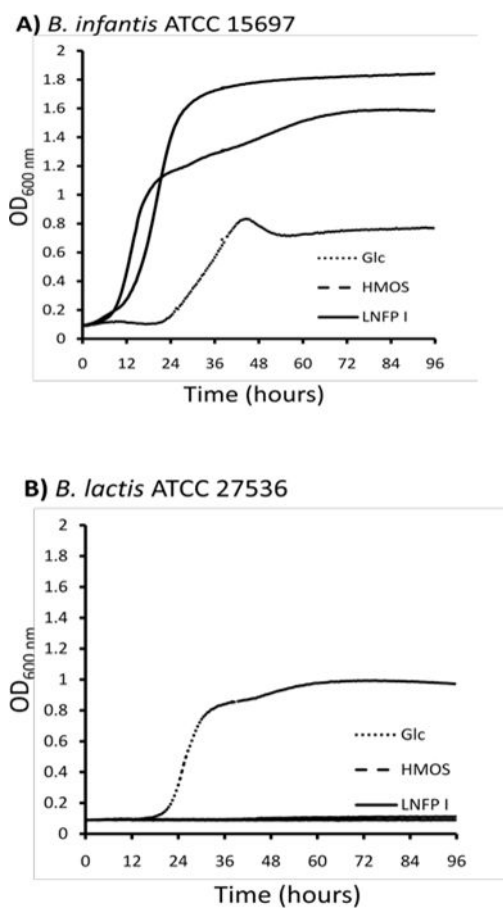 A) B. infantis ATCC 15697
2
1.8
1.6
1.4
1.2
1
0.8
0.6
0.4
0.2
0
OD600 nm
Glc
HMOS
LNFP I
0 12 24 36 48 60 72 84 96
Time (hours)
B) B. lactis ATCC 27536
2
1.8
1.6
1.4
1.2
1
0.8
0.6
0.4
0.2
0
OD600 nm
Glc
HMOS
LNFP I
0 12 24 36 48 60 72 84 96
Time (hours)